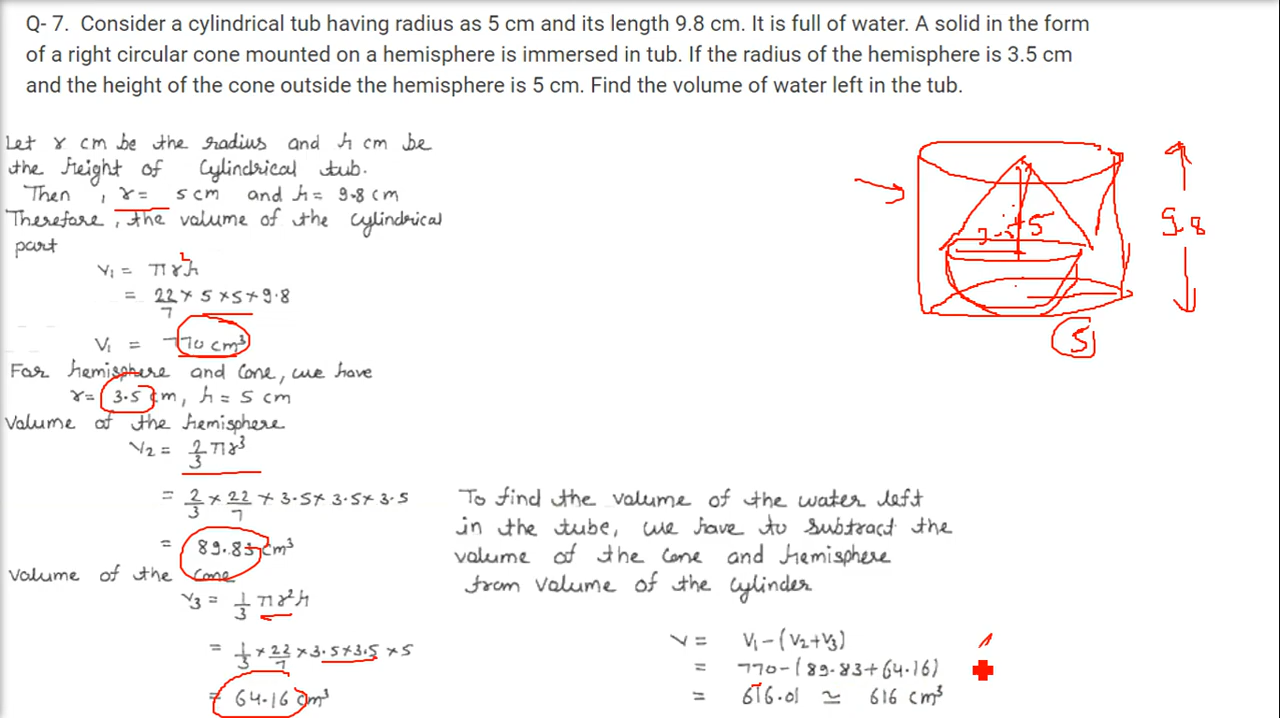 Q- 7. Consider a cylindrical tub having radius as 5 cm and its length 9.8 cm. It is full of water. A solid in the form
of a right circular cone mounted on a hemisphere is immersed in tub. If the radius of the hemisphere is 3.5 cm
and the height of the cone outside the hemisphere is 5 cm. Find the volume of water left in the tub.
Let r cm be the radius and h cm be
the height of Cylindrical tub.
Then , r= 5 cm and h= 9.8 cm
Therefore, the volume of the cylindrical
part
V₁ = πr²h
= 22/7 × 5 × 5 × 9.8
V₁ = 770 cm³
For hemisphere and Cone, we have
r= 3.5 cm, h = 5 cm
Volume of the hemisphere
V2 = 2/3 πr³
= 2/3 × 22/7 × 3.5 × 3.5 × 3.5
= 89.83 cm³
Volume of the Cone
V3 = 1/3 πr²h
= 1/3 × 22/7 × 3.5×3.5 × 5
= 64.16 cm³
3.5 5
9.8
5
To find the volume of the water left
in the tube, we have to subtract the
volume of the Cone and Hemisphere
from volume of the cylinder
V = V₁-(V2+V3)
= 770-(89.83+64.16)
= 616.01 ≃ 616 cm³